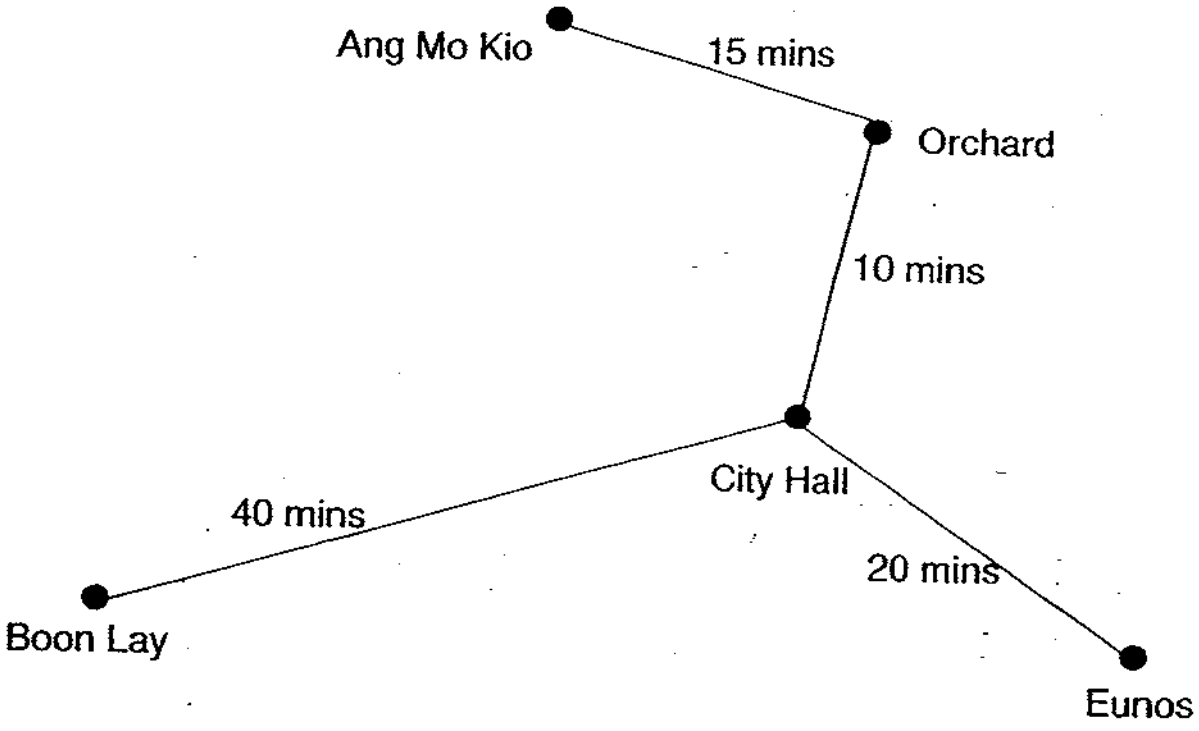 Ang Mo Kio
15 mins
Orchard
10 mins
City Hall
40 mins
20 mins
Boon Lay
Eunos